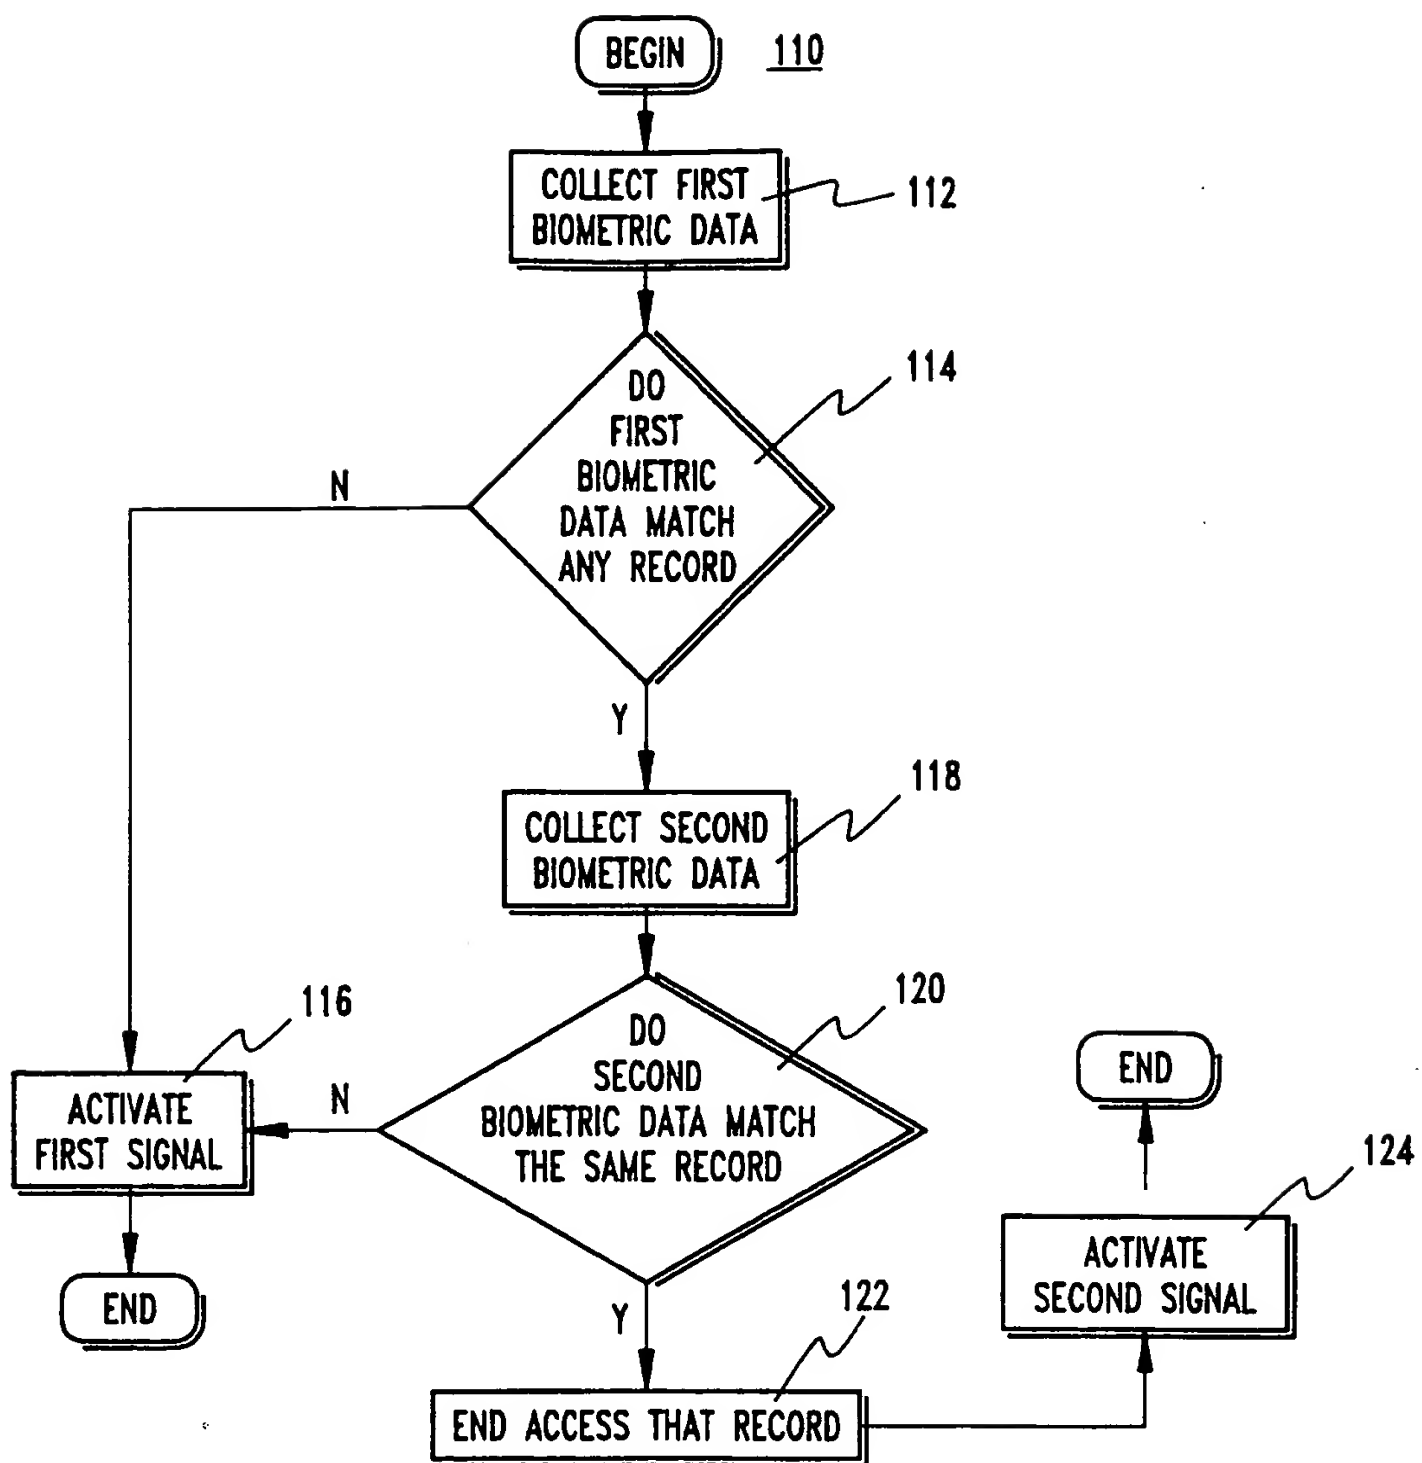 BEGIN
110
COLLECT FIRST
BIOMETRIC DATA
112
DO
FIRST
BIOMETRIC
DATA MATCH
ANY RECORD
114
N
Y
COLLECT SECOND
BIOMETRIC DATA
118
DO
SECOND
BIOMETRIC DATA MATCH
THE SAME RECORD
120
N
116
ACTIVATE
FIRST SIGNAL
END
Y
122
END ACCESS THAT RECORD
124
ACTIVATE
SECOND SIGNAL
END